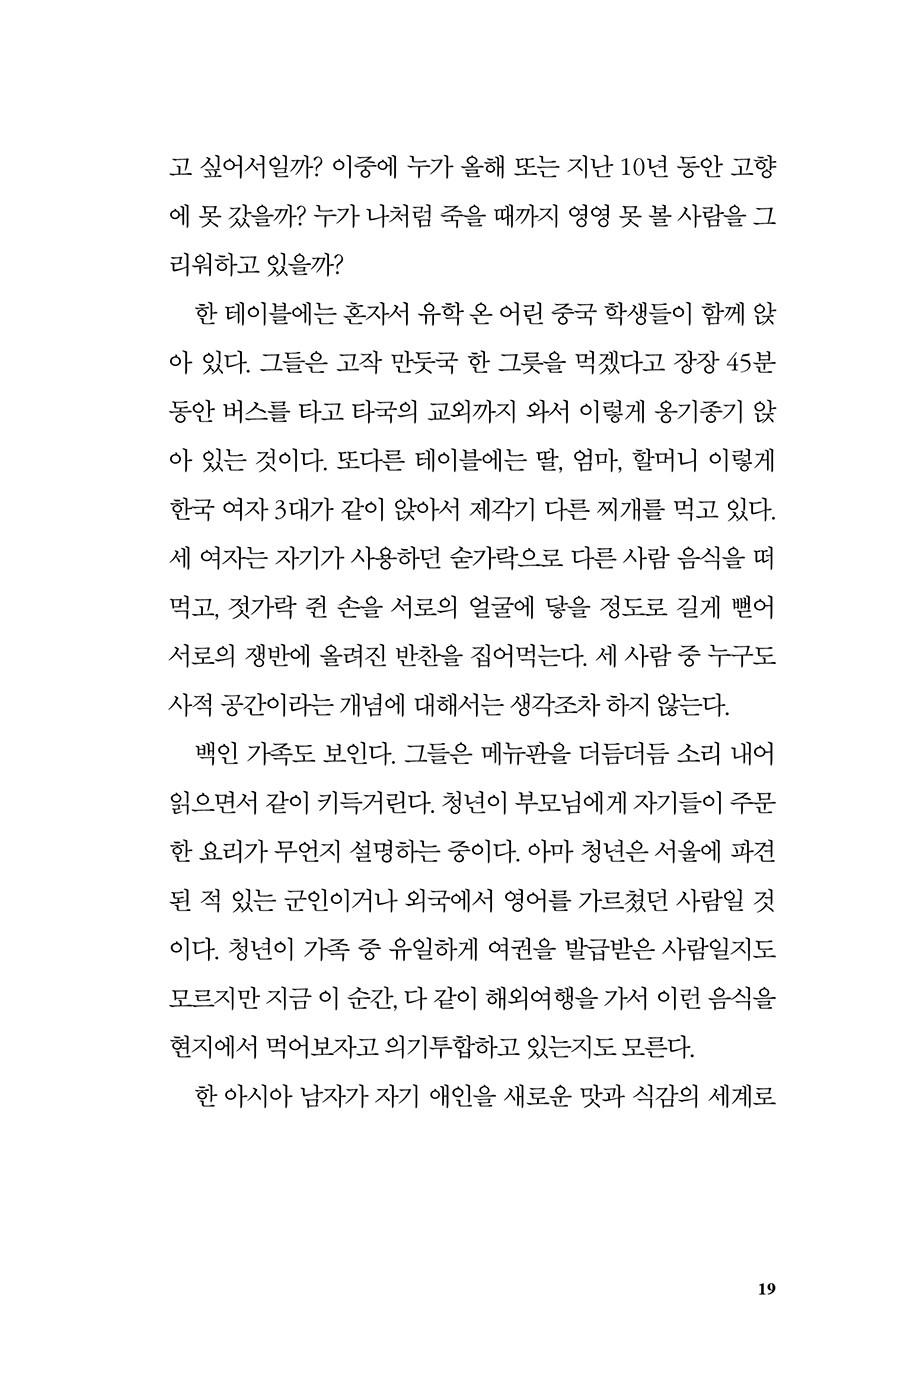 고 싶어서일까? 이중에 누가 올해 또는 지난 10년 동안 고향
에 못 갔을까? 누가 나처럼 죽을 때까지 영영 못 볼 사람을 그
리워하고 있을까?
한 테이블에는 혼자서 유학 온 어린 중국 학생들이 함께 앉
아 있다. 그들은 고작 만둣국 한 그릇을 먹겠다고 장장 45분
동안 버스를 타고 타국의 교외까지 와서 이렇게 옹기종기 앉
아 있는 것이다. 또다른 테이블에는 딸, 엄마, 할머니 이렇게
한국 여자 3대가 같이 앉아서 제각기 다른 찌개를 먹고 있다.
세 여자는 자기가 사용하던 숟가락으로 다른 사람 음식을 떠
먹고, 젓가락 쥔 손을 서로의 얼굴에 닿을 정도로 길게 뻗어
서로의 쟁반에 올려진 반찬을 집어먹는다. 세 사람 중 누구도
사적 공간이라는 개념에 대해서는 생각조차 하지 않는다.
백인 가족도 보인다. 그들은 메뉴판을 더듬더듬 소리 내어
읽으면서 같이 키득거린다. 청년이 부모님에게 자기들이 주문
한 요리가 무언지 설명하는 중이다. 아마 청년은 서울에 파견
된 적 있는 군인이거나 외국에서 영어를 가르쳤던 사람일 것
이다. 청년이 가족 중 유일하게 여권을 발급받은 사람일지도
모르지만 지금 이 순간, 다 같이 해외여행을 가서 이런 음식을
현지에서 먹어보자고 의기투합하고 있는지도 모른다.
한 아시아 남자가 자기 애인을 새로운 맛과 식감의 세계로
19